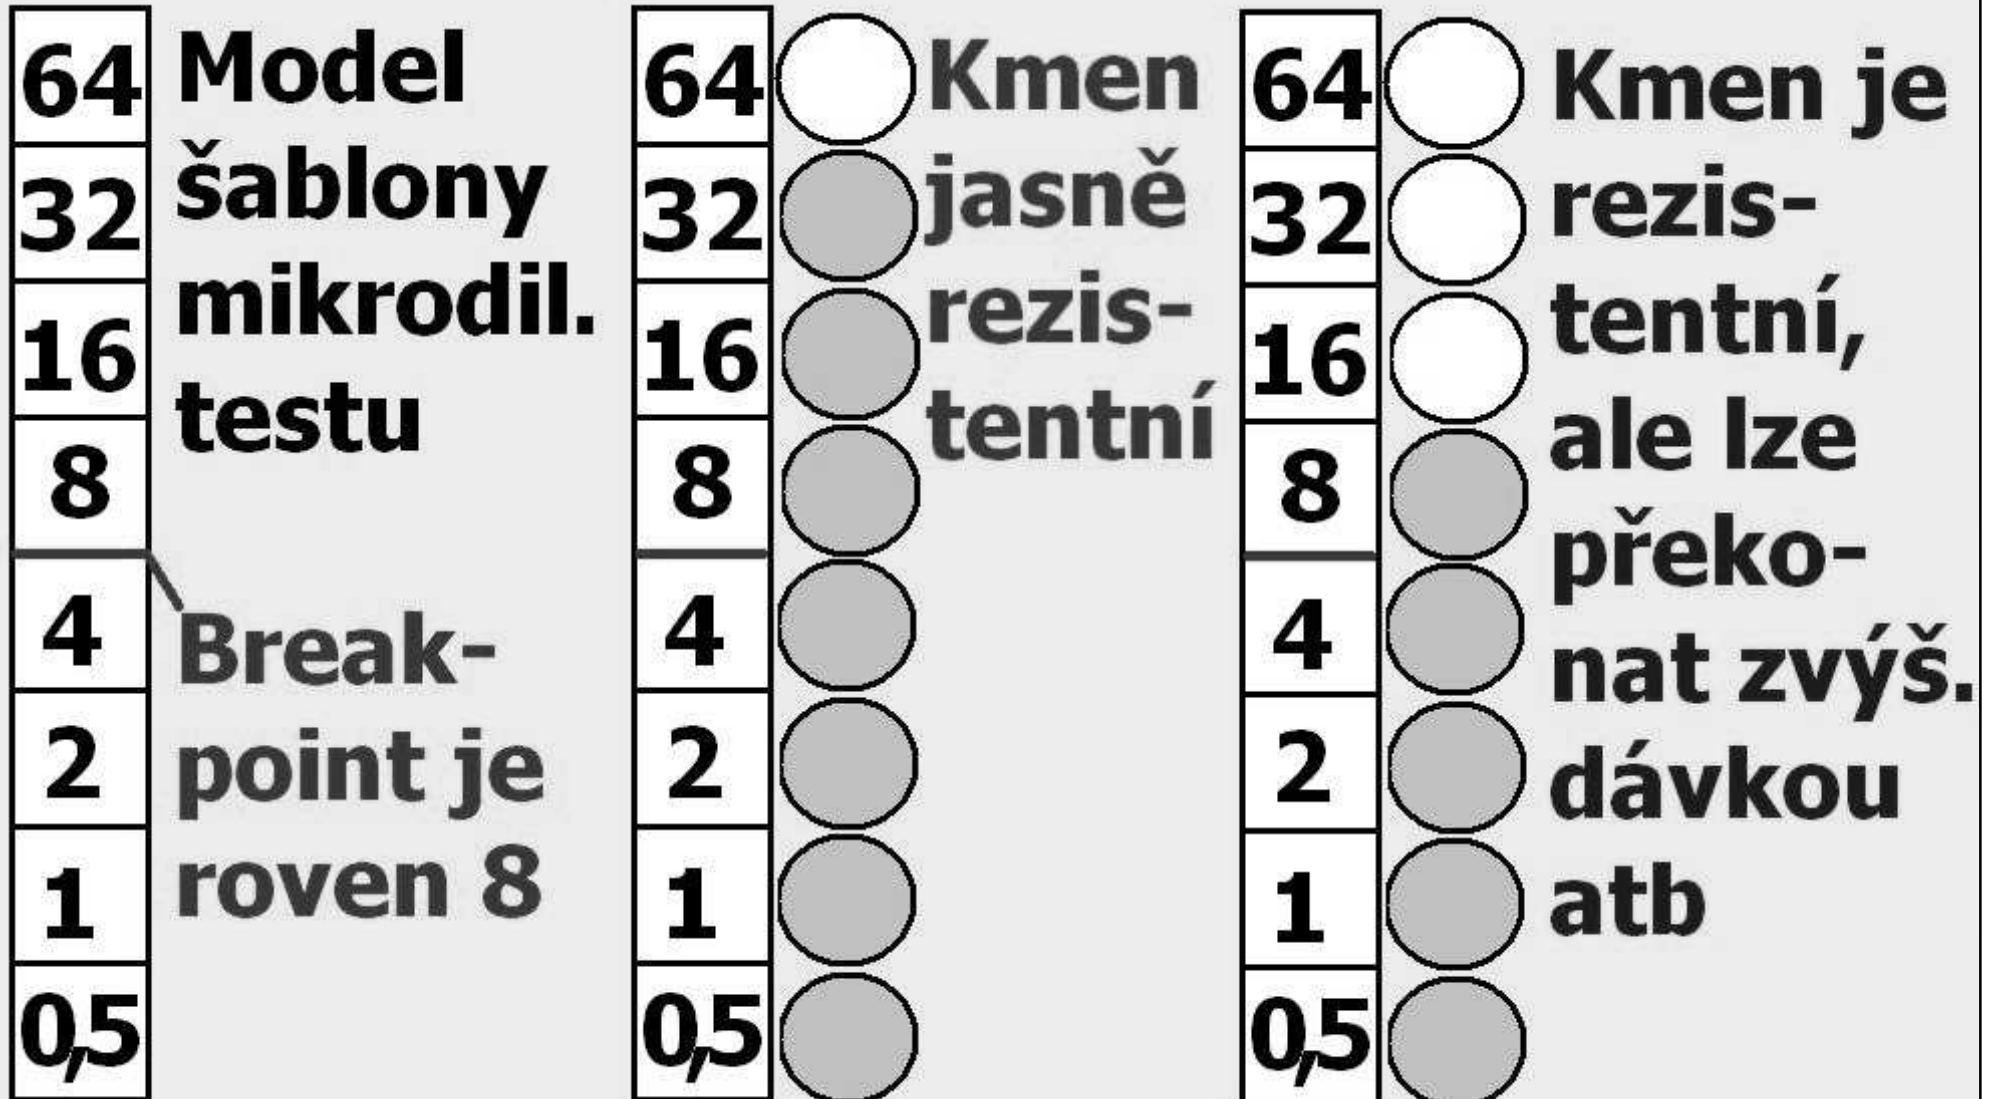 64
32
16
8
4
2
1
0,5
Model
šablony
mikrodil.
testu
Break-
point je
roven 8
64
32
16
8
4
2
1
0,5
Kmen
jasně
rezis-
tentní
64
32
16
8
4
2
1
0,5
Kmen je
rezis-
tentní,
ale lze
překo-
nat zvýš.
dávkou
atb